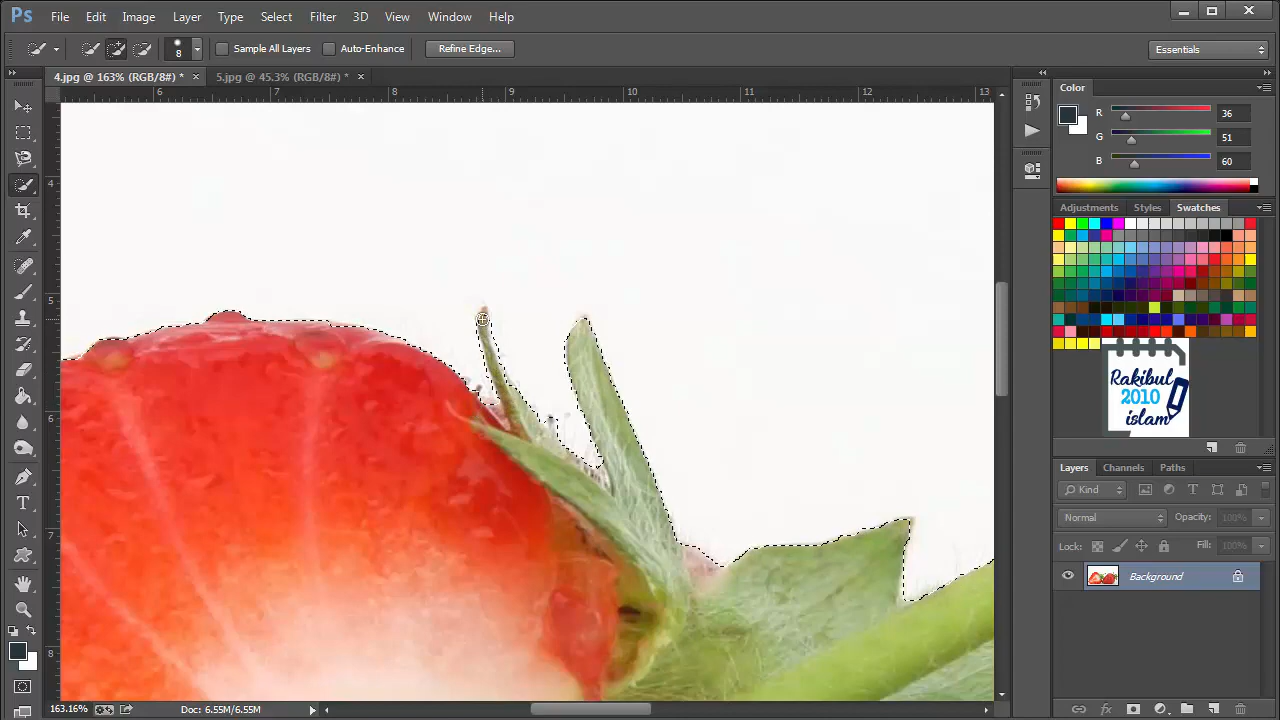 Ps File Edit Image Layer Type Select Filter 3D View Window Help
8 Sample All Layers Auto-Enhance Refine Edge... Essentials
4.jpg @ 163% (RGB/8#) * × 5.jpg @ 45.3% (RGB/8#) * ×
6 7 8 9 10 11 12 13
4
5
6
7
8
Color
R 36
G 51
B 60
Adjustments Styles Swatches
Rakibul
2010
islam
Layers Channels Paths
Kind
Normal Opacity: 100%
Lock: Fill: 100%
Background
fx
163.16% Doc: 6.55M/6.55M